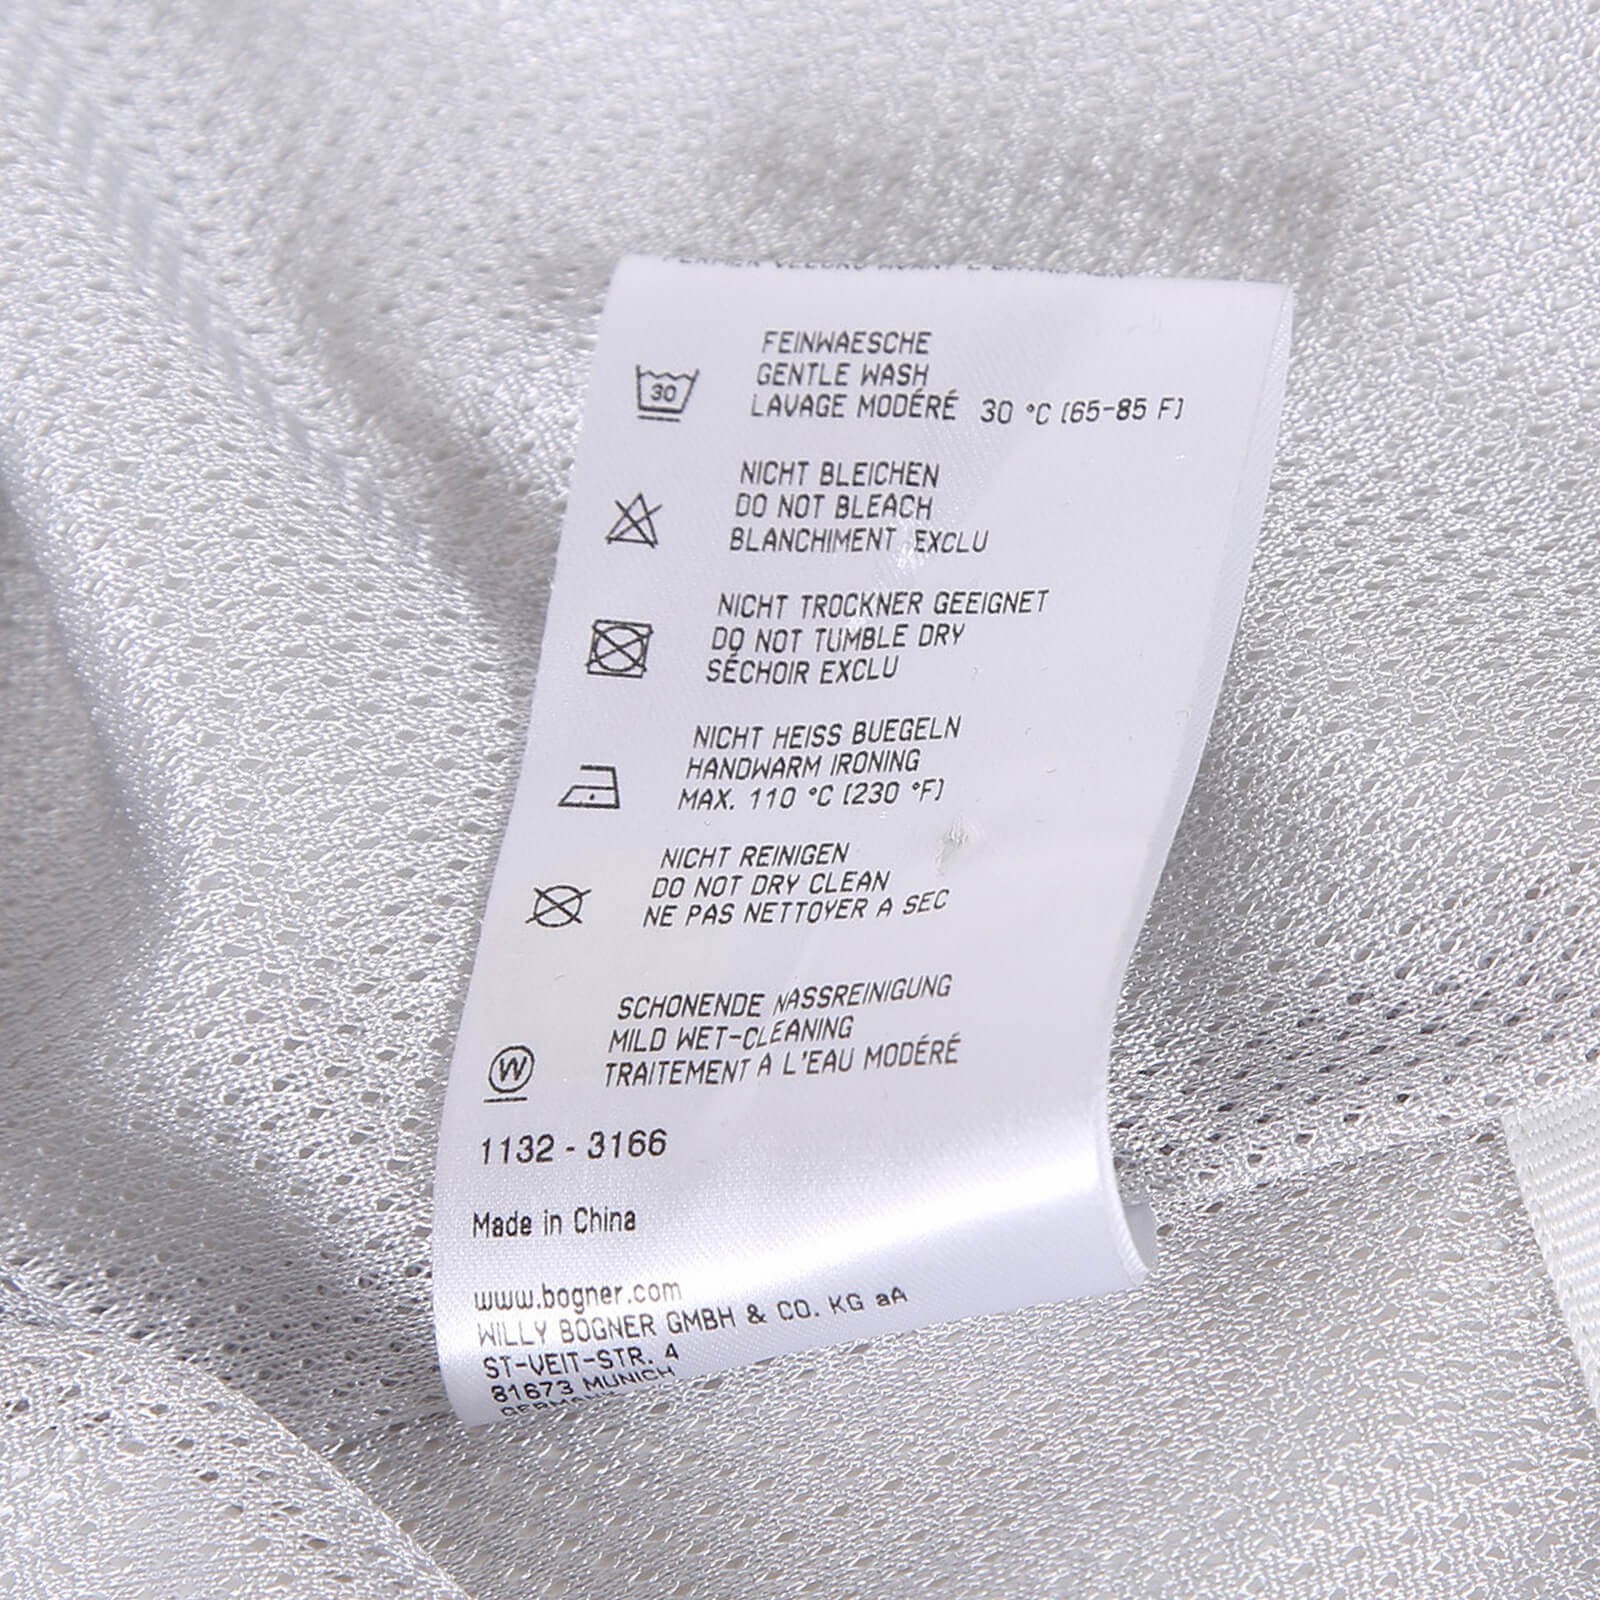 FEINWAESCHE
GENTLE WASH
30
LAVAGE MODÉRÉ 30 °C (65-85 F)
NICHT BLEICHEN
DO NOT BLEACH
BLANCHIMENT EXCLU
NICHT TROCKNER GEEIGNET
DO NOT TUMBLE DRY
SÉCHOIR EXCLU
NICHT HEISS BUEGELN
HANDWARM IRONING
MAX. 110 °C (230 °F)
NICHT REINIGEN
DO NOT DRY CLEAN
NE PAS NETTOYER A SEC
SCHONENDE NASSREINIGUNG
MILD WET-CLEANING
W
TRAITEMENT A L'EAU MODÉRÉ
1132 - 3166
Made in China
www.bogner.com
WILLY BOGNER GMBH & CO. KG aA
ST-VEIT-STR. 4
81673 MUNICH